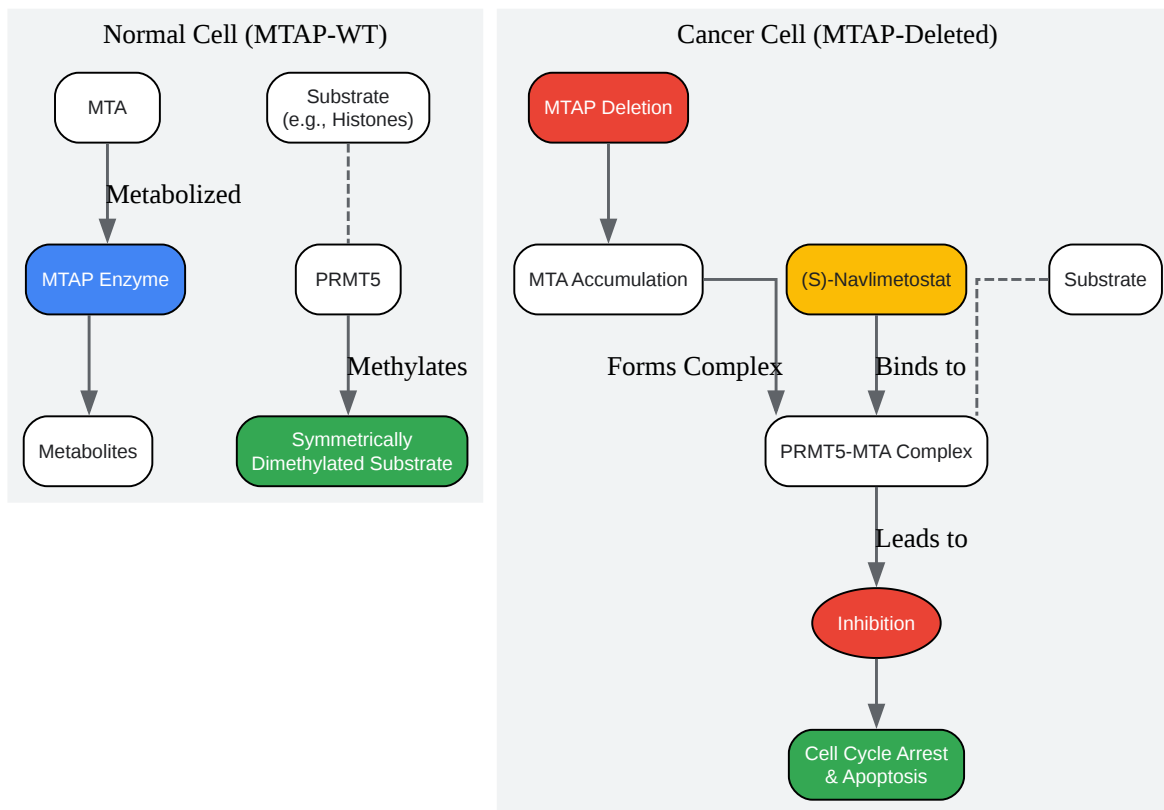 Normal Cell (MTAP-WT)
MTA
Substrate
(e.g., Histones)
Metabolized
MTAP Enzyme
PRMT5
Methylates
Metabolites
Symmetrically
Dimethylated Substrate
Cancer Cell (MTAP-Deleted)
MTAP Deletion
MTA Accumulation
(S)-Navlimetostat
Substrate
Forms Complex
Binds to
PRMT5-MTA Complex
Leads to
Inhibition
Cell Cycle Arrest
& Apoptosis